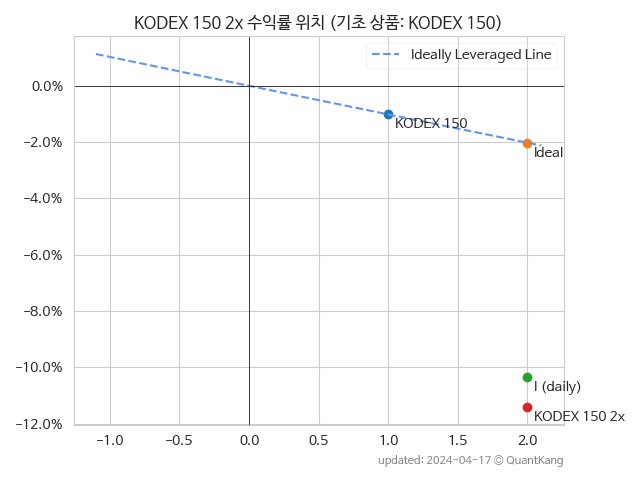 KODEX 150 2x 수익률 위치 (기초 상품: KODEX 150)
Ideally Leveraged Line
0.0%
−2.0%
−4.0%
−6.0%
−8.0%
−10.0%
−12.0%
KODEX 150
Ideal
I (daily)
KODEX 150 2x
−1.0 −0.5 0.0 0.5 1.0 1.5 2.0
updated: 2024-04-17 © QuantKang